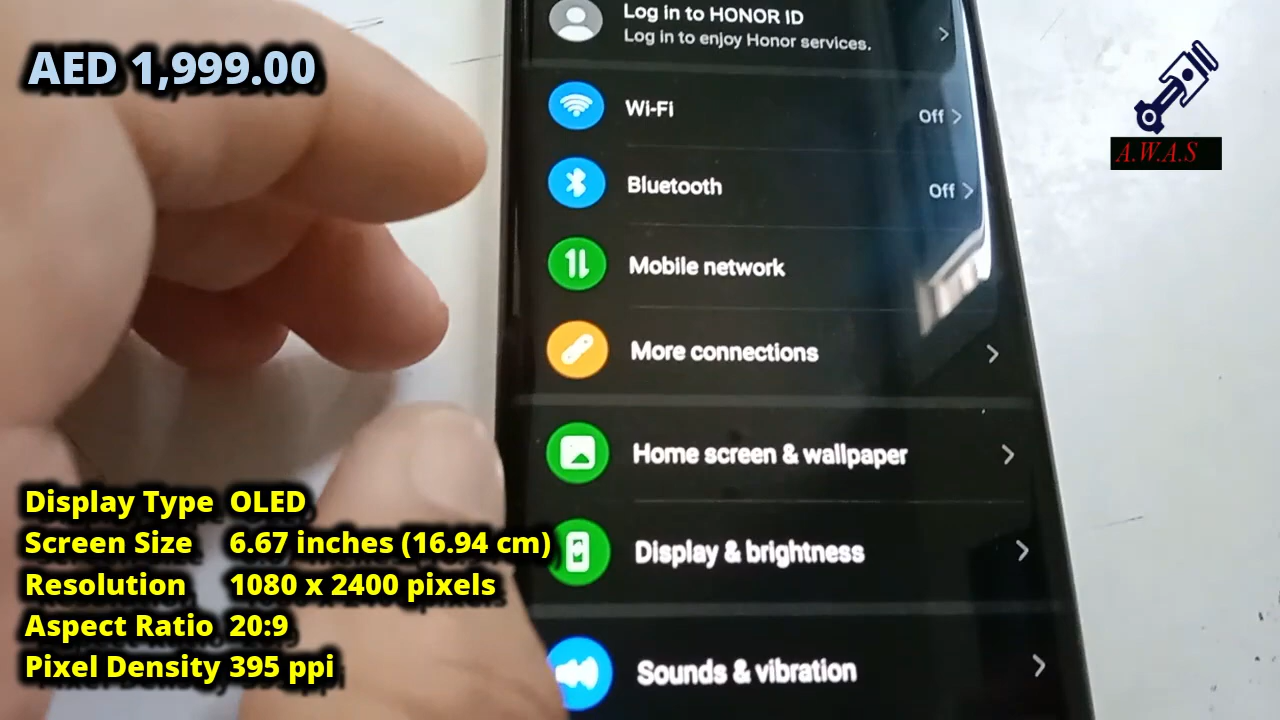 Log in to HONOR ID
Log in to enjoy Honor services.
AED 1,999.00
Wi-Fi
Off
A.W.A.S
Bluetooth
Off
Mobile network
More connections
Home screen & wallpaper
Display & brightness
Sounds & vibration
Display Type OLED
Screen Size 6.67 inches (16.94 cm)
Resolution 1080 x 2400 pixels
Aspect Ratio 20:9
Pixel Density 395 ppi